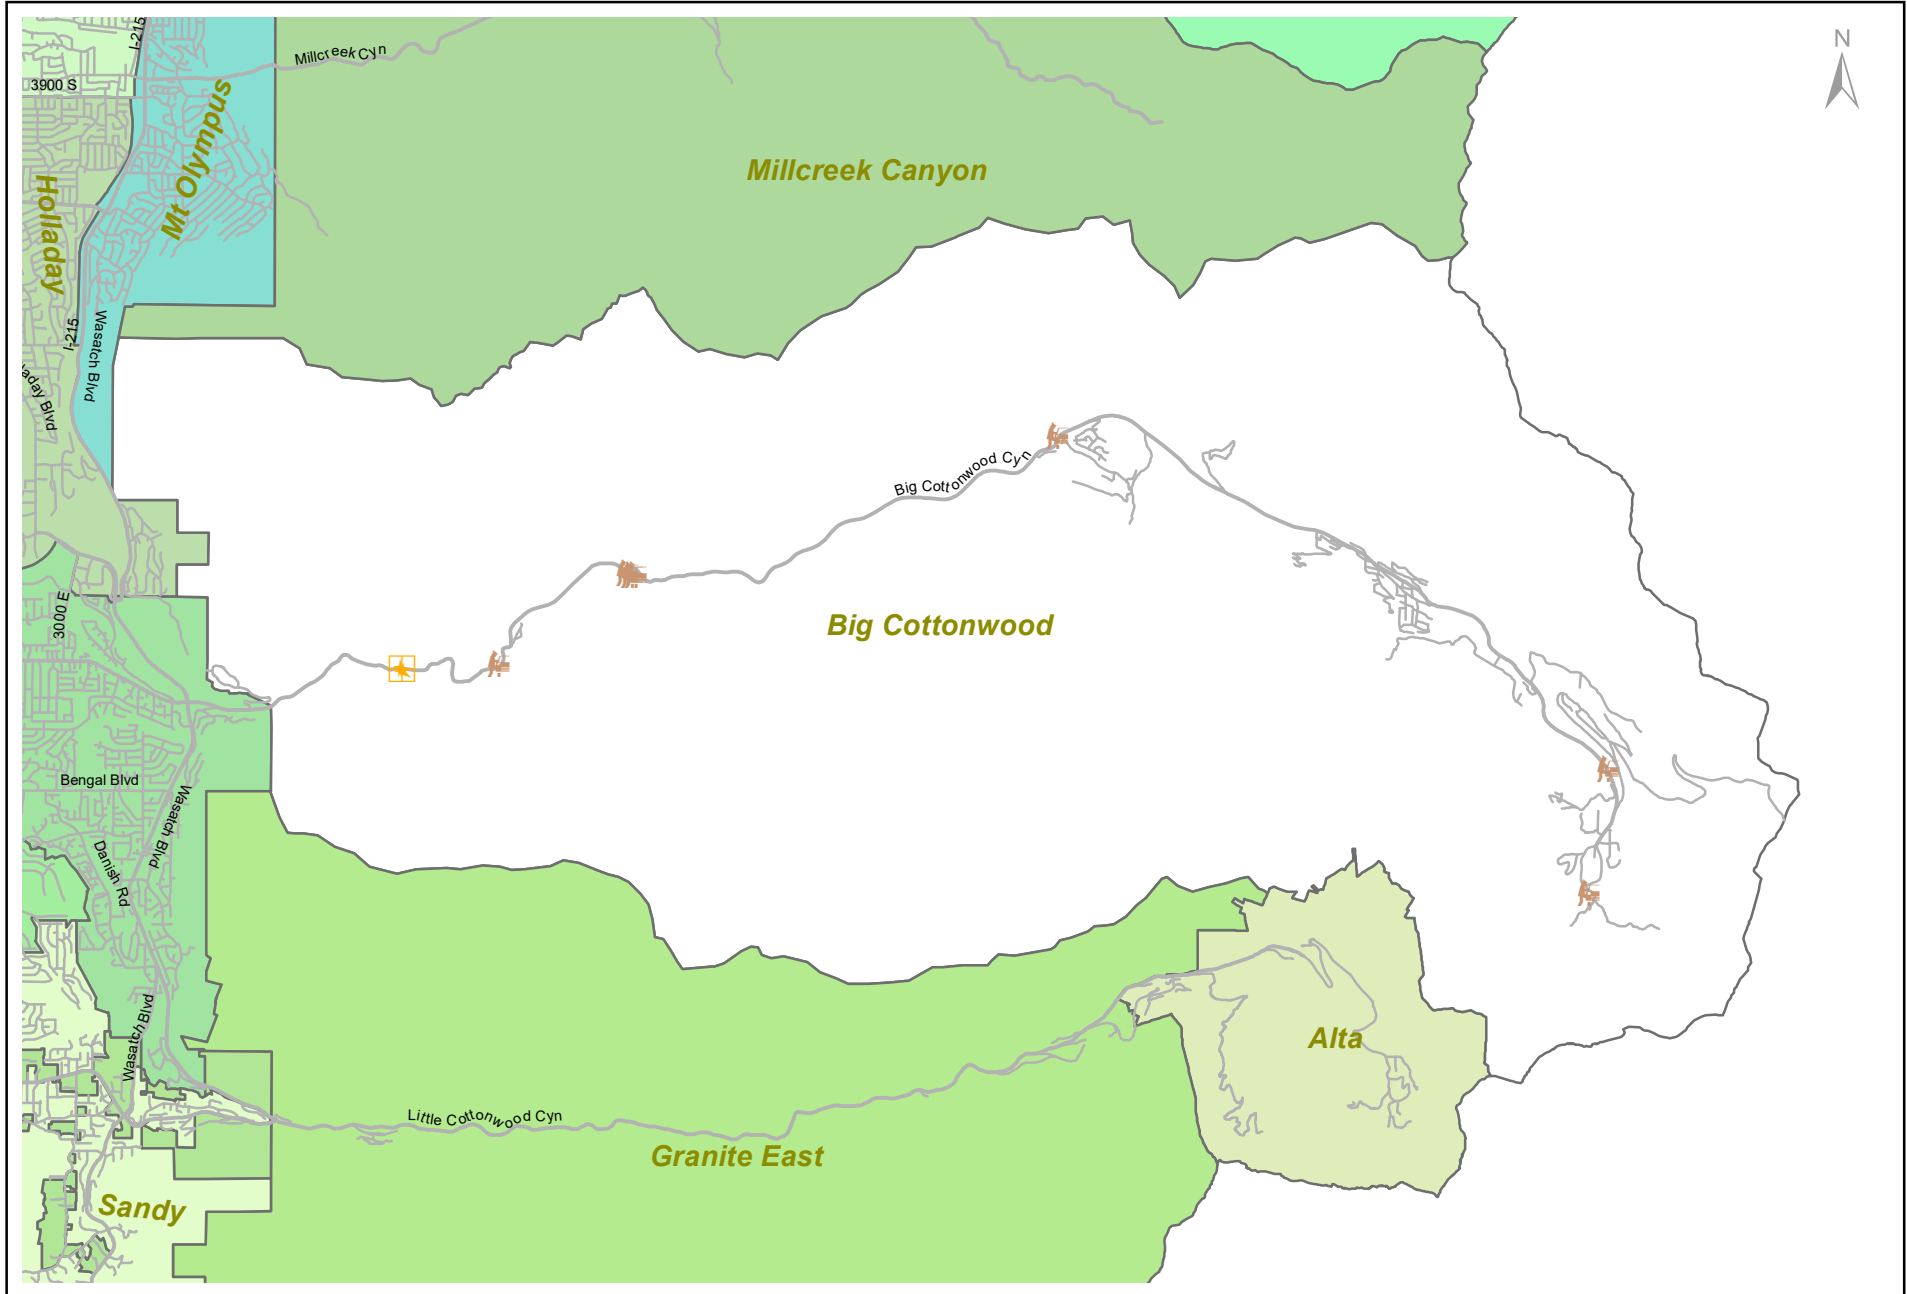 I-215
Millcreek Cyn
N
3900 S
Mt Olympus
Millcreek Canyon
Holladay
I-215
Wasatch Blvd
Big Cottonwood Cyn
3000 E
Big Cottonwood
Bengal Blvd
Wasatch Blvd
Danish Rd
Wasatch Blvd
Alta
Little Cottonwood Cyn
Granite East
Sandy